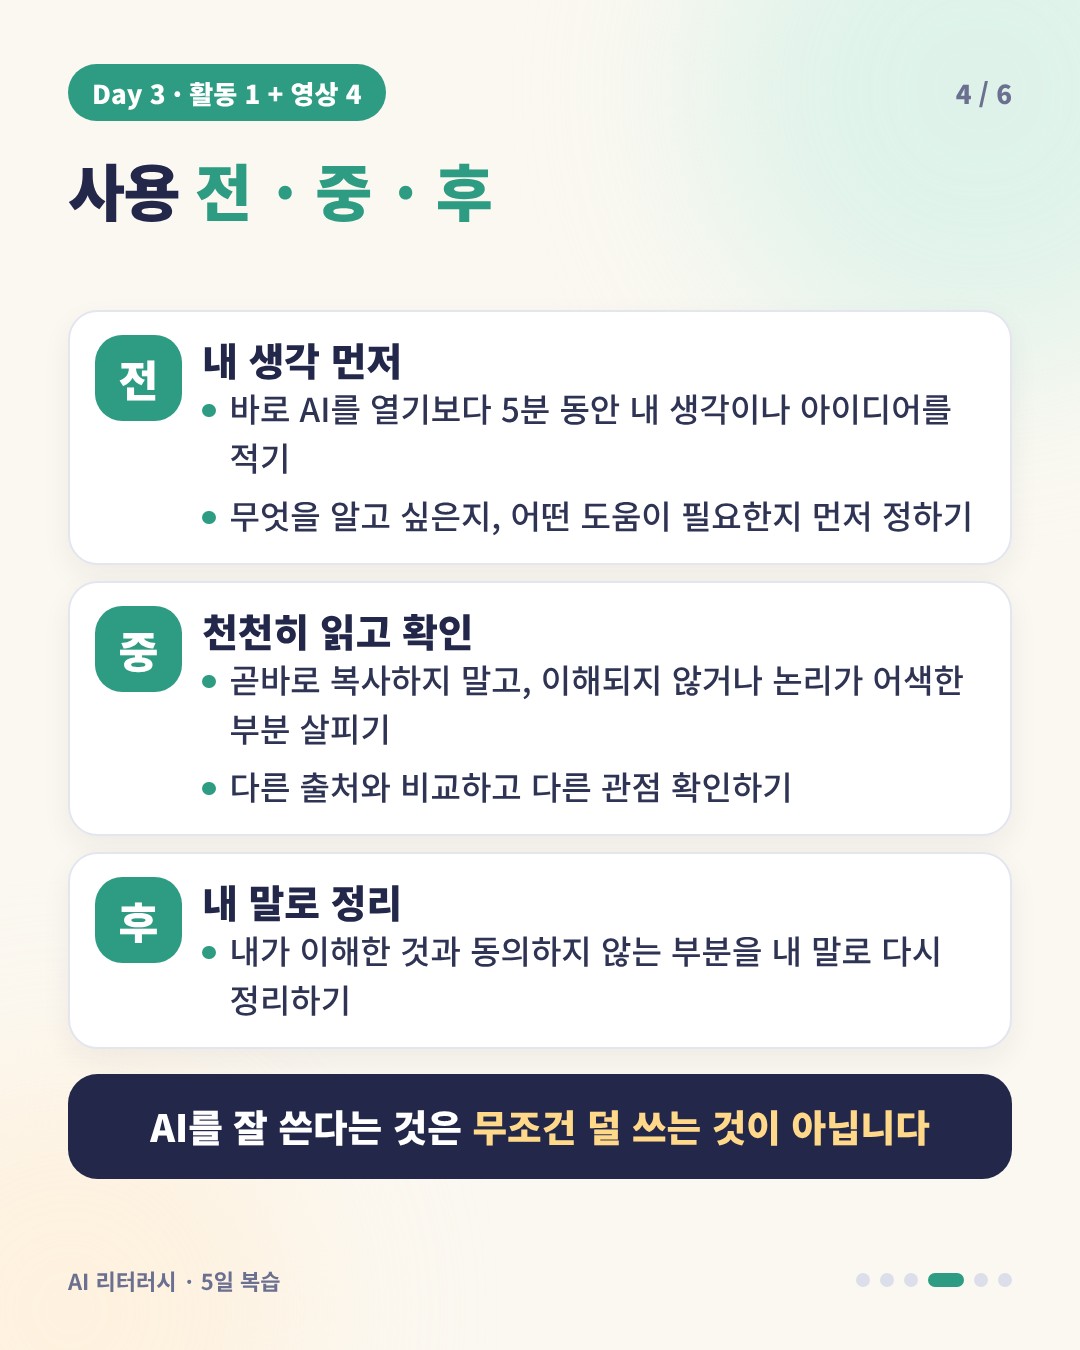 Day 3 · 활동 1 + 영상 4
4 / 6
사용 전 · 중 · 후
전
내 생각 먼저
바로 AI를 열기보다 5분 동안 내 생각이나 아이디어를
적기
무엇을 알고 싶은지, 어떤 도움이 필요한지 먼저 정하기
중
천천히 읽고 확인
곧바로 복사하지 말고, 이해되지 않거나 논리가 어색한
부분 살피기
다른 출처와 비교하고 다른 관점 확인하기
후
내 말로 정리
내가 이해한 것과 동의하지 않는 부분을 내 말로 다시
정리하기
AI를 잘 쓴다는 것은 무조건 덜 쓰는 것이 아닙니다
AI 리터러시 · 5일 복습